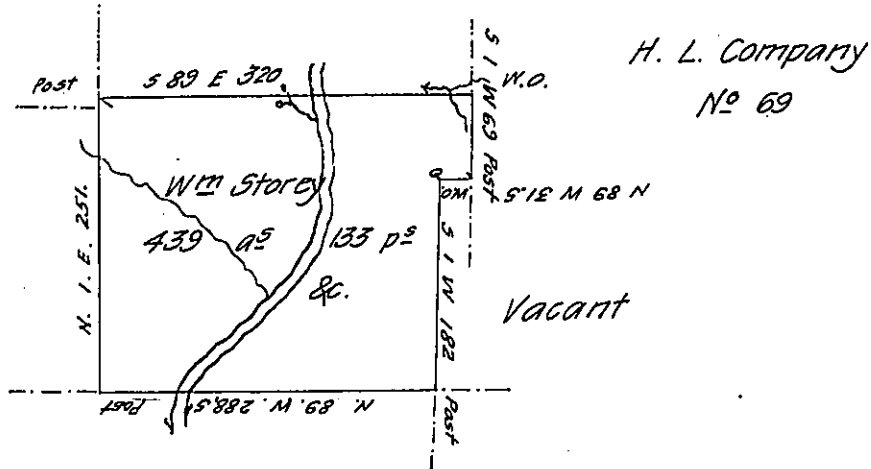 H. L. Company
Nº 69
Post
S 89 E 320
W.O.
S 1 W 69 Post
N 89 W 31.5
W.O.
Wm Storey
439 aˢ 133 pˢ
&c.
N. 1. E. 251.
S 1 W 182
Vacant
N. 89. W. 288,5
Post
Post